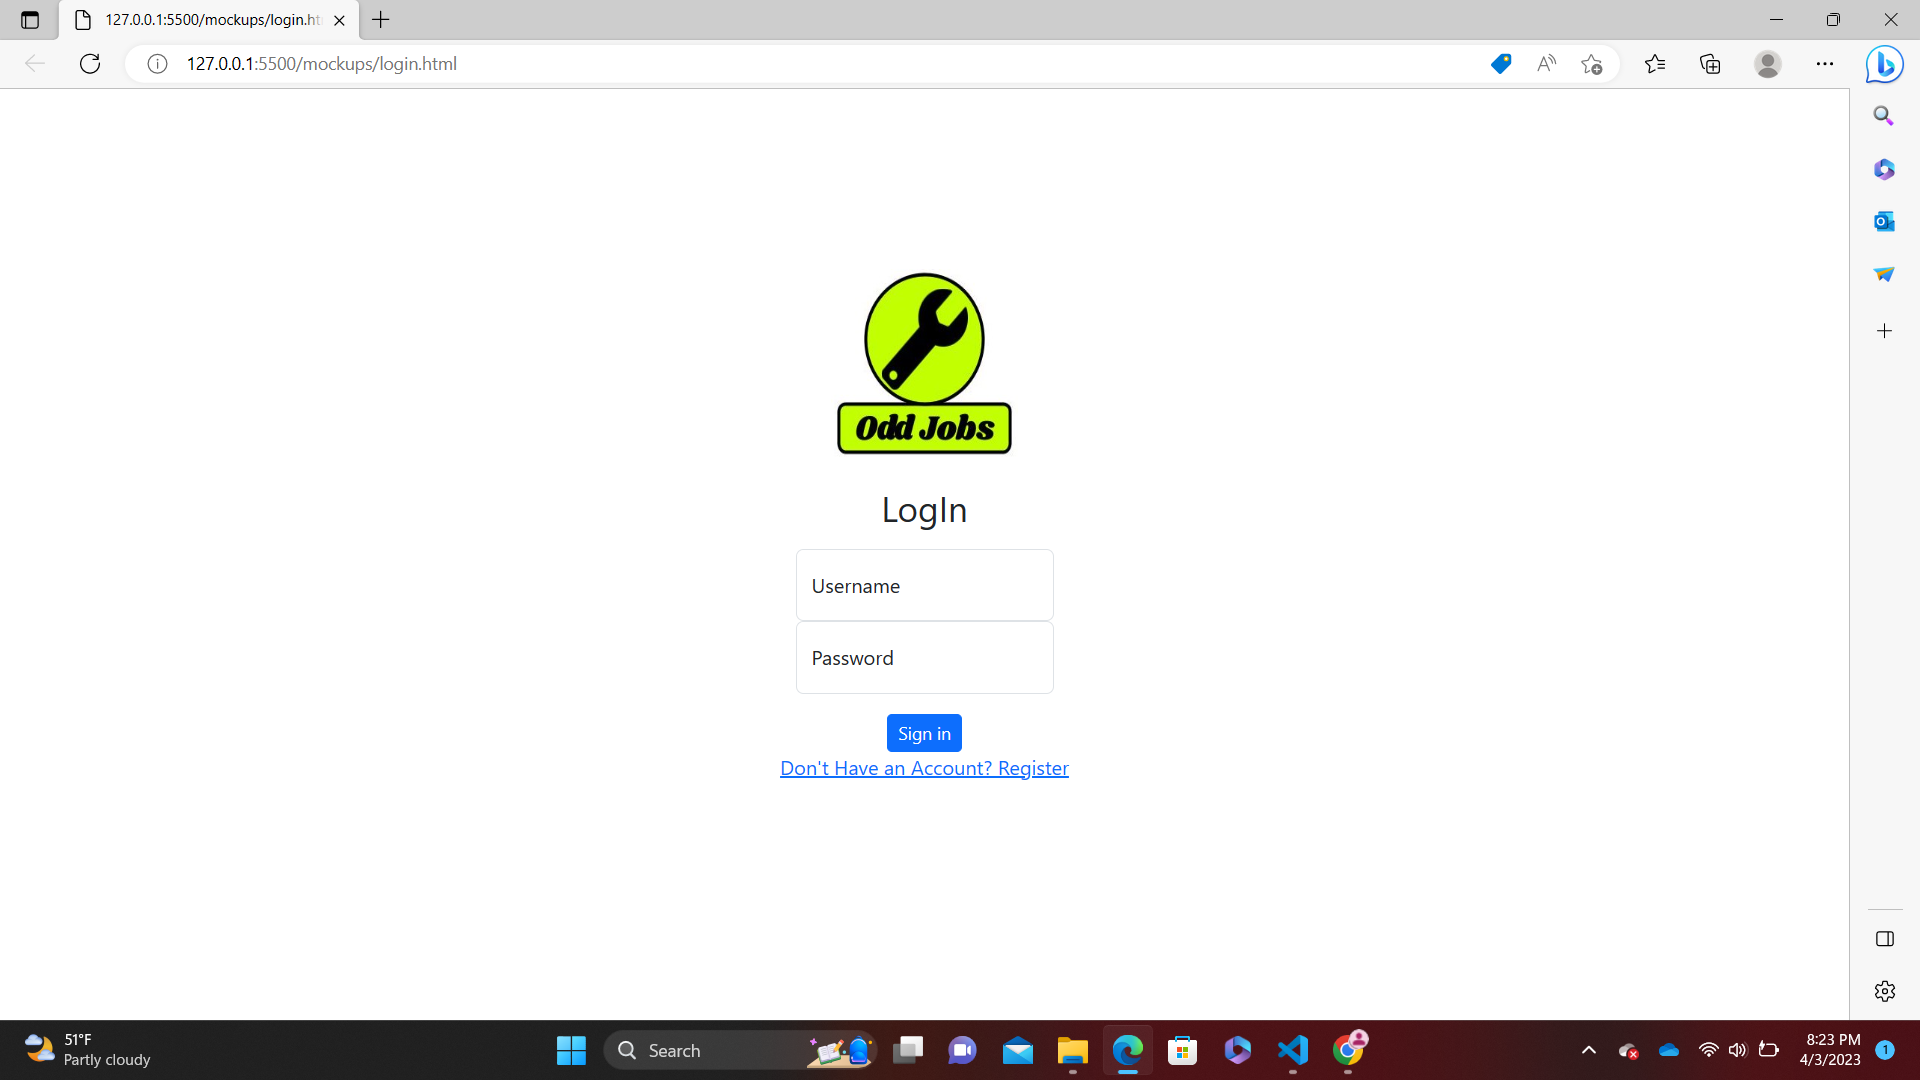 127.0.0.1:5500/mockups/login.ht
127.0.0.1:5500/mockups/login.html
Odd Jobs
LogIn
Username
Password
Sign in
Don't Have an Account? Register
51°F
Partly cloudy
Search
8:23 PM
4/3/2023
1